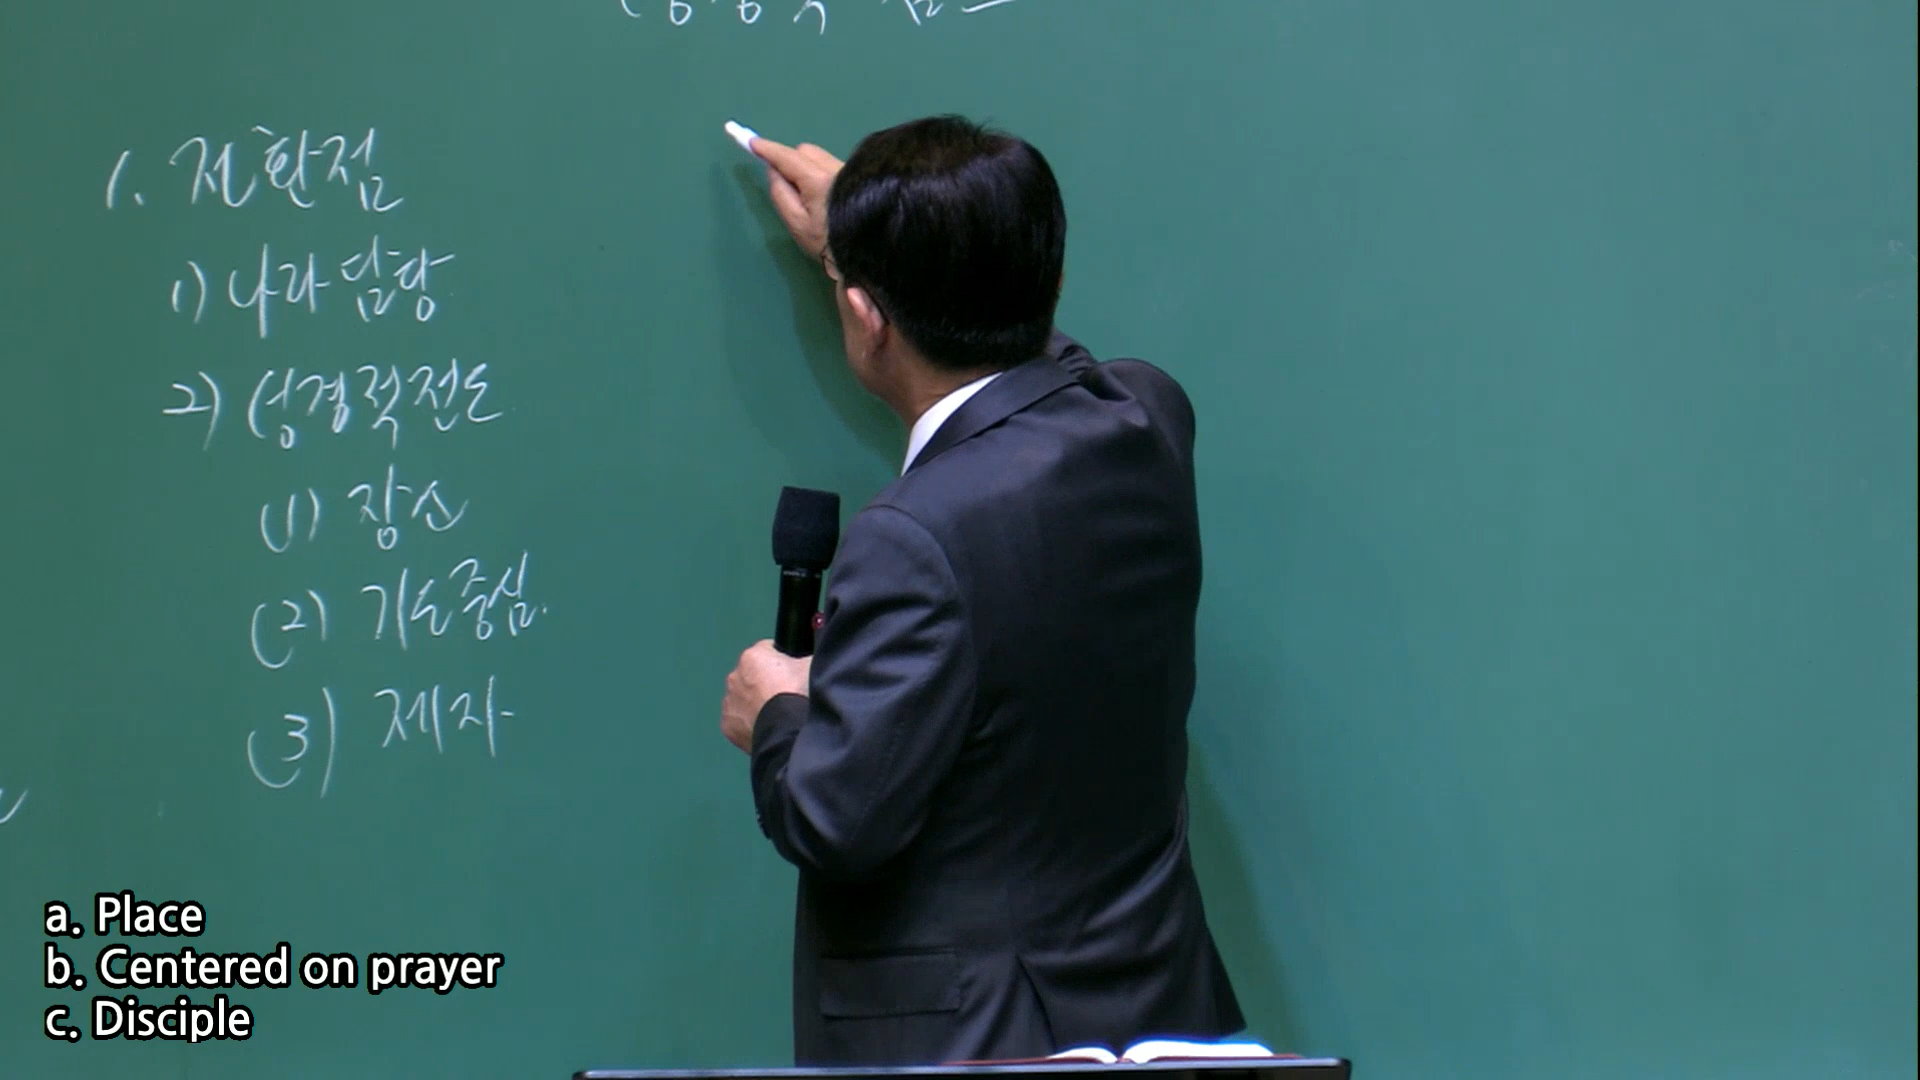 1. 전환점
1) 나라 담당
2) 성경적전도
(1) 장소
(2) 기도중심.
(3) 제자
a. Place
b. Centered on prayer
c. Disciple